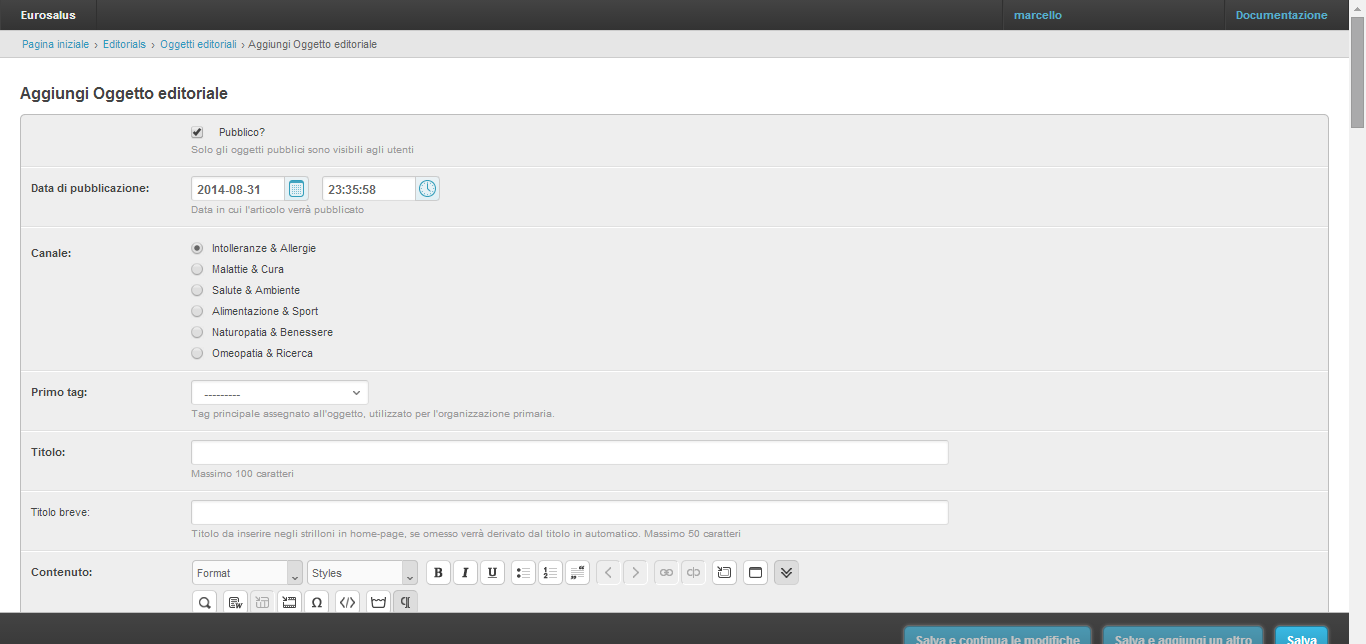 Eurosalus marcello Documentazione
Pagina iniziale › Editorials › Oggetti editoriali › Aggiungi Oggetto editoriale
Aggiungi Oggetto editoriale
Pubblico?
Solo gli oggetti pubblici sono visibili agli utenti
Data di pubblicazione: 2014-08-31 23:35:58
Data in cui l'articolo verrà pubblicato
Canale: Intolleranze & Allergie
Malattie & Cura
Salute & Ambiente
Alimentazione & Sport
Naturopatia & Benessere
Omeopatia & Ricerca
Primo tag: ---------
Tag principale assegnato all'oggetto, utilizzato per l'organizzazione primaria.
Titolo:
Massimo 100 caratteri
Titolo breve:
Titolo da inserire negli strilloni in home-page, se omesso verrà derivato dal titolo in automatico. Massimo 50 caratteri
Contenuto: Format Styles B I U
Ω </> ¶
Salva e continua le modifiche Salva e aggiungi un altro Salva